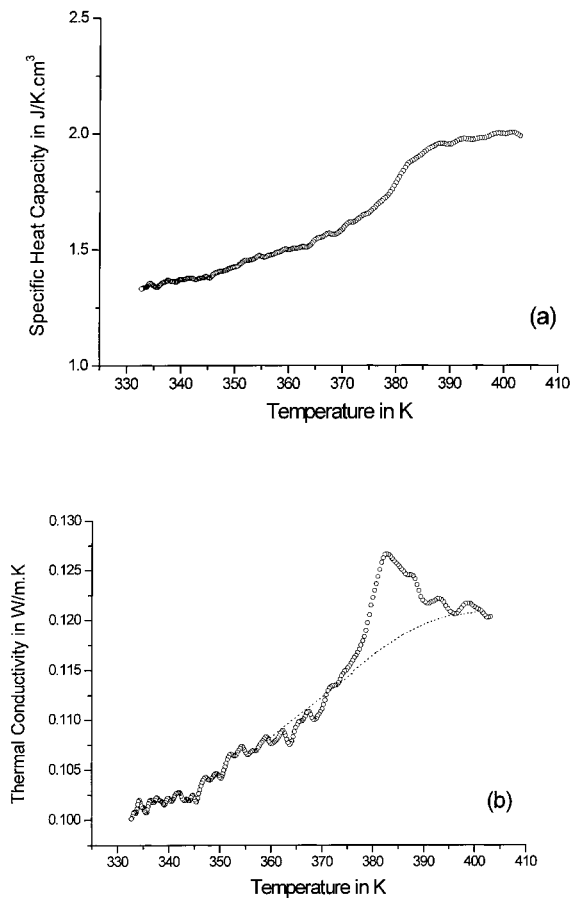 2.5
2.0
1.5
1.0
Specific Heat Capacity in J/K.cm³
(a)
330 340 350 360 370 380 390 400 410
Temperature in K
0.130
0.125
0.120
0.115
0.110
0.105
0.100
Thermal Conductivity in W/m.K
(b)
330 340 350 360 370 380 390 400 410
Temperature in K